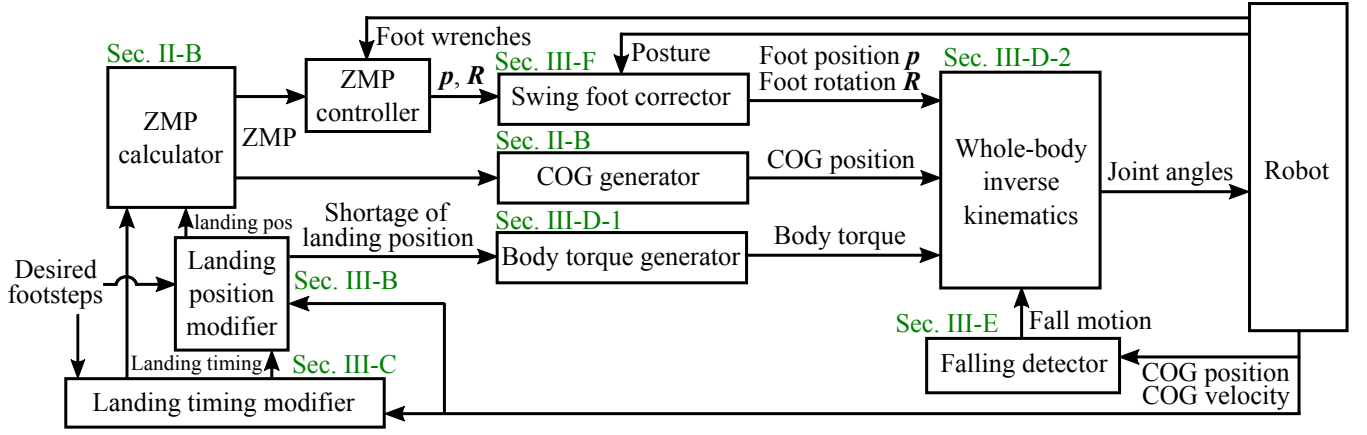 Foot wrenches
Sec. II-B
ZMP
calculator
ZMP
ZMP
controller
p, R
Sec. III-F
Posture
Swing foot corrector
Foot position p
Foot rotation R
Sec. III-D-2
Whole-body
inverse
kinematics
Joint angles
Robot
Sec. II-B
COG generator
COG position
landing pos
Shortage of
landing position
Sec. III-D-1
Body torque generator
Body torque
Desired
footsteps
Landing
position
modifier
Sec. III-B
Sec. III-E
Fall motion
Falling detector
COG position
COG velocity
Landing timing
Sec. III-C
Landing timing modifier